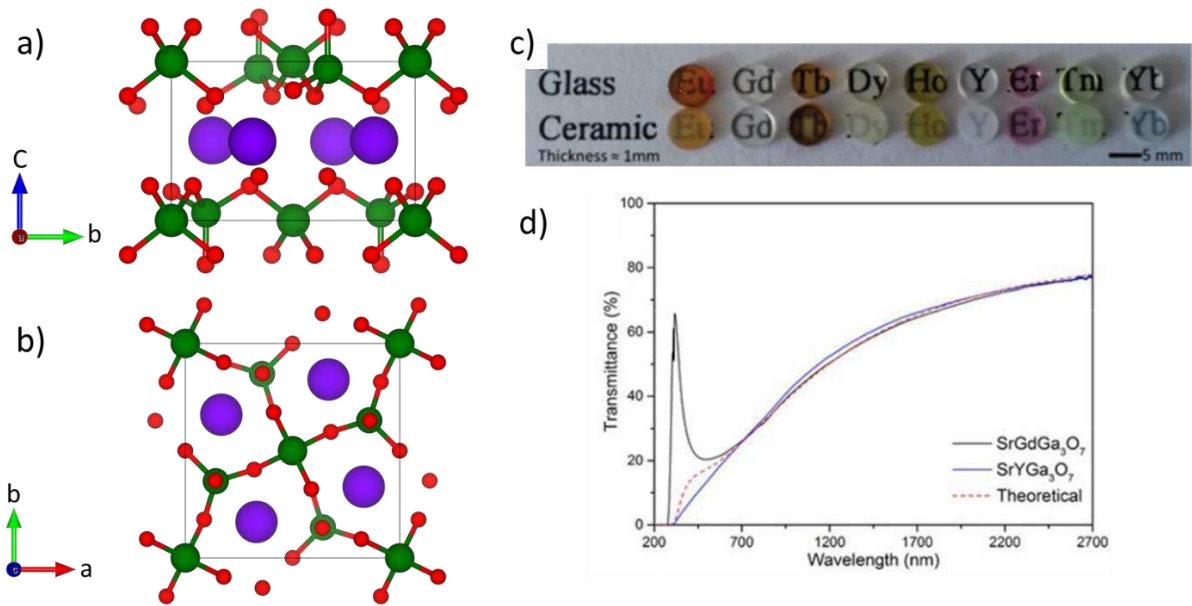 a)
C
a
b
b)
b
a
a
c)
Glass Eu Gd Tb Dy Ho Y Er Tm Yb
Ceramic Eu Gd Tb Dy Ho Y Er Tm Yb
Thickness ≈ 1mm
5 mm
d)
100
80
60
40
20
0
Transmittance (%)
SrGdGa₃O₇
SrYGa₃O₇
Theoretical
200 700 1200 1700 2200 2700
Wavelength (nm)